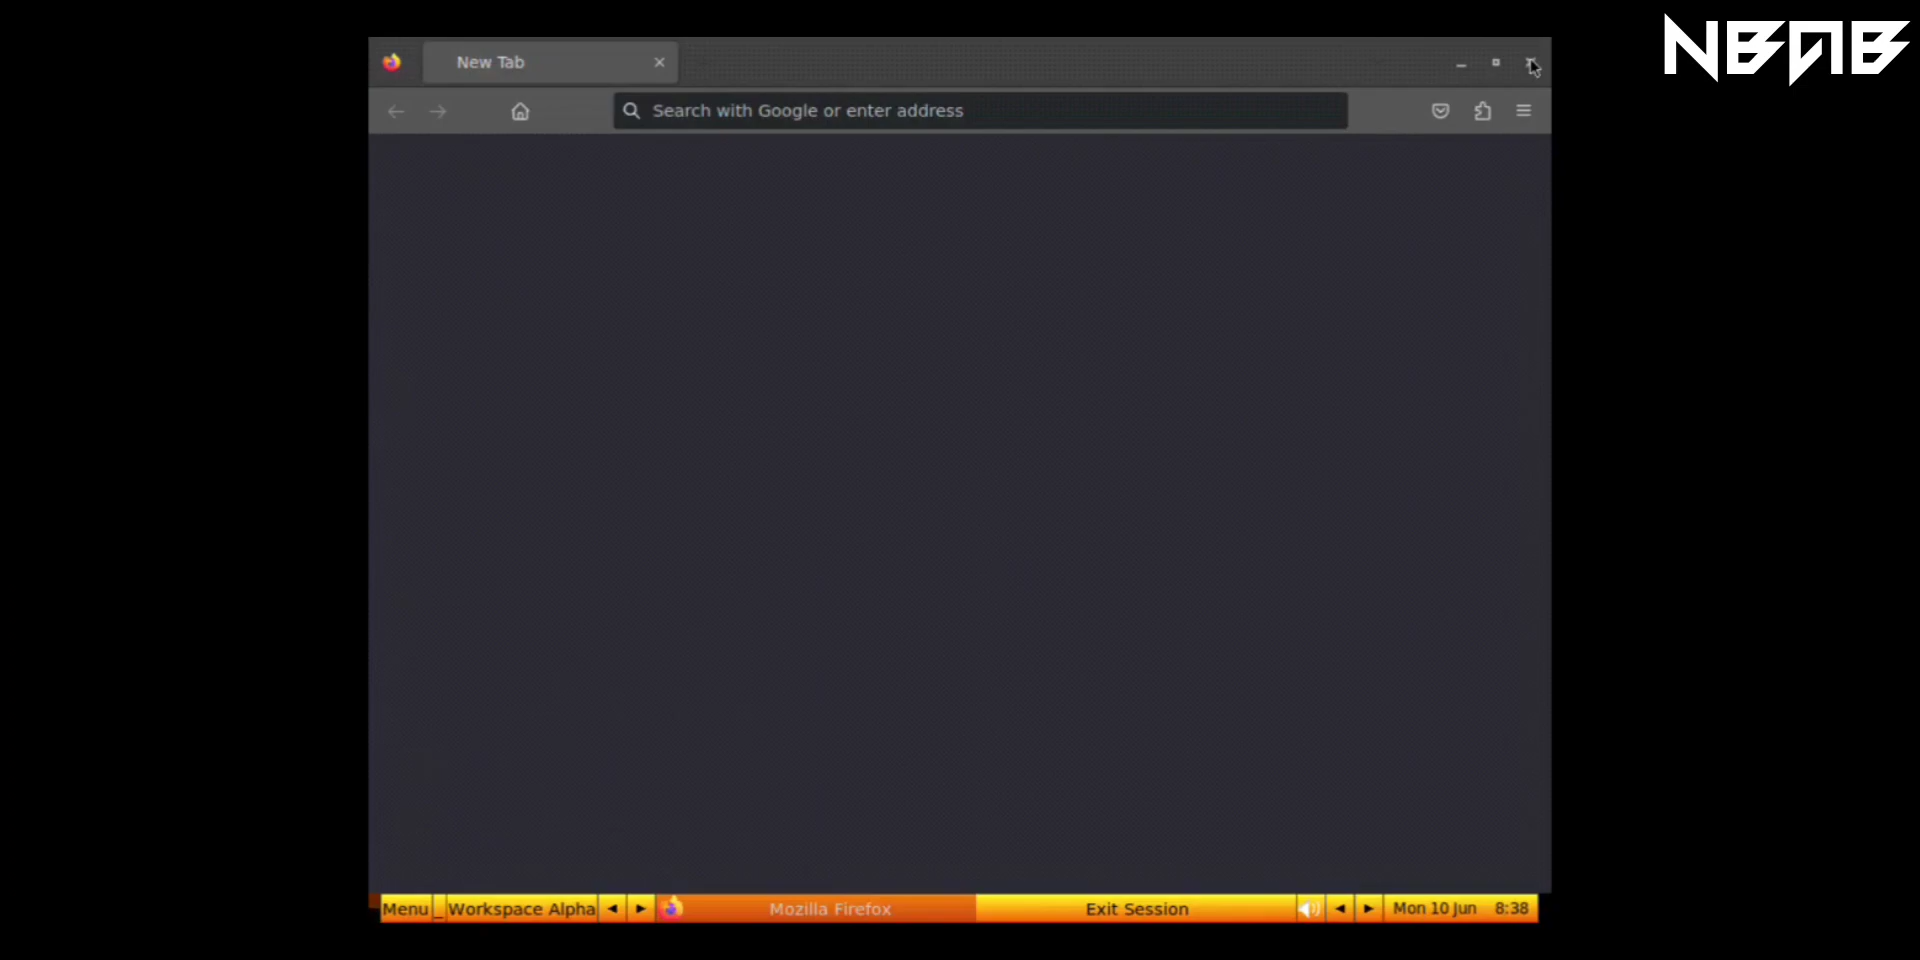 NBAB
New Tab
Search with Google or enter address
Menu _ Workspace Alpha Mozilla Firefox Exit Session Mon 10 Jun 8:38